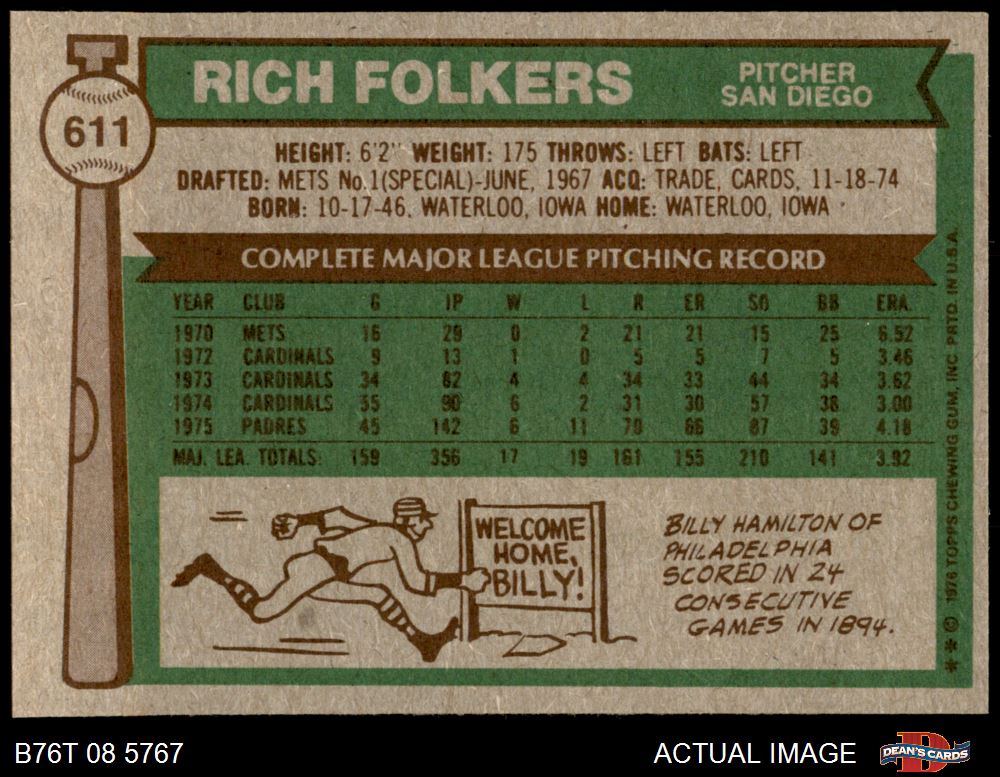 611
RICH FOLKERS
PITCHER
SAN DIEGO
HEIGHT: 6'2" WEIGHT: 175 THROWS: LEFT BATS: LEFT
DRAFTED: METS No.1(SPECIAL)-JUNE, 1967 ACQ: TRADE, CARDS, 11-18-74
BORN: 10-17-46, WATERLOO, IOWA HOME: WATERLOO, IOWA
COMPLETE MAJOR LEAGUE PITCHING RECORD
YEAR CLUB G IP W L R ER SO BB ERA
1970 METS 16 29 0 2 21 21 15 25 6.52
1972 CARDINALS 9 13 1 0 5 5 7 5 3.46
1973 CARDINALS 34 82 4 4 34 33 44 34 3.62
1974 CARDINALS 55 90 6 2 31 30 57 38 3.00
1975 PADRES 45 142 6 11 70 66 87 39 4.18
MAJ. LEA. TOTALS: 159 356 17 19 161 155 210 141 3.92
WELCOME
HOME,
BILLY!
BILLY HAMILTON OF
PHILADELPHIA
SCORED IN 24
CONSECUTIVE
GAMES IN 1894.
** © 1976 TOPPS CHEWING GUM, INC. PRTD. IN U.S.A.
B76T 08 5767
ACTUAL IMAGE
DEAN'S CARDS